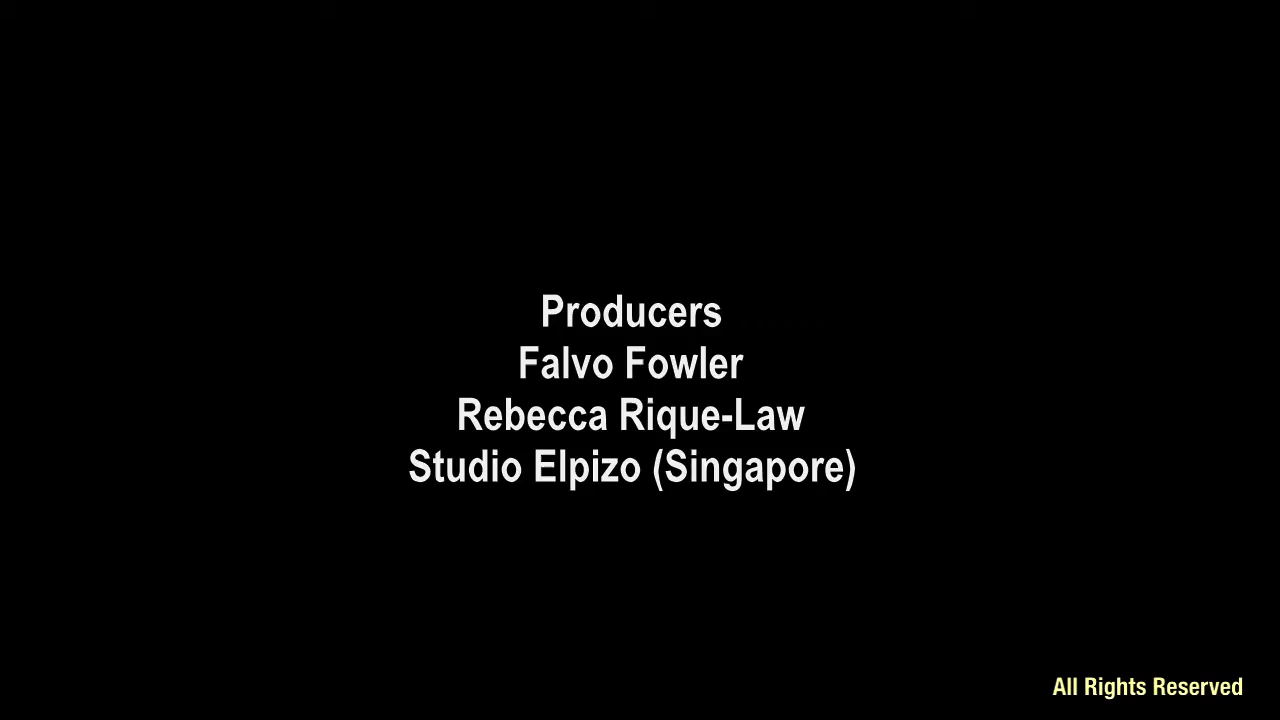 Producers
Falvo Fowler
Rebecca Rique-Law
Studio Elpizo (Singapore)
All Rights Reserved